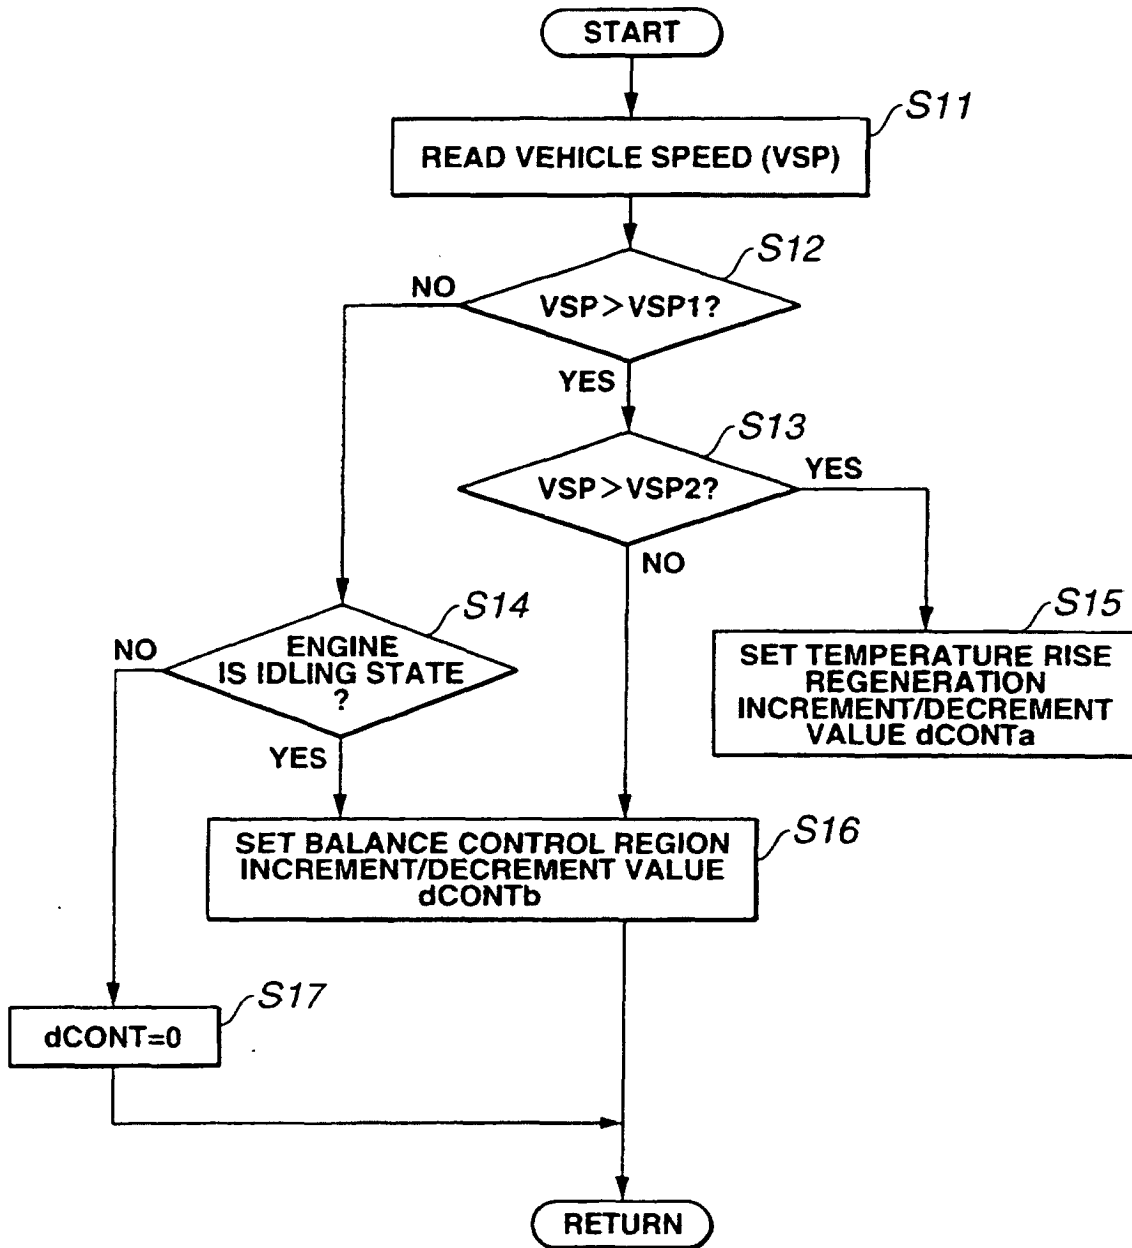 START
S11
READ VEHICLE SPEED (VSP)
S12
NO
VSP>VSP1?
YES
S13
YES
VSP>VSP2?
NO
S14
NO
ENGINE
IS IDLING STATE
?
YES
S15
SET TEMPERATURE RISE
REGENERATION
INCREMENT/DECREMENT
VALUE dCONTa
S16
SET BALANCE CONTROL REGION
INCREMENT/DECREMENT VALUE
dCONTb
S17
dCONT=0
RETURN